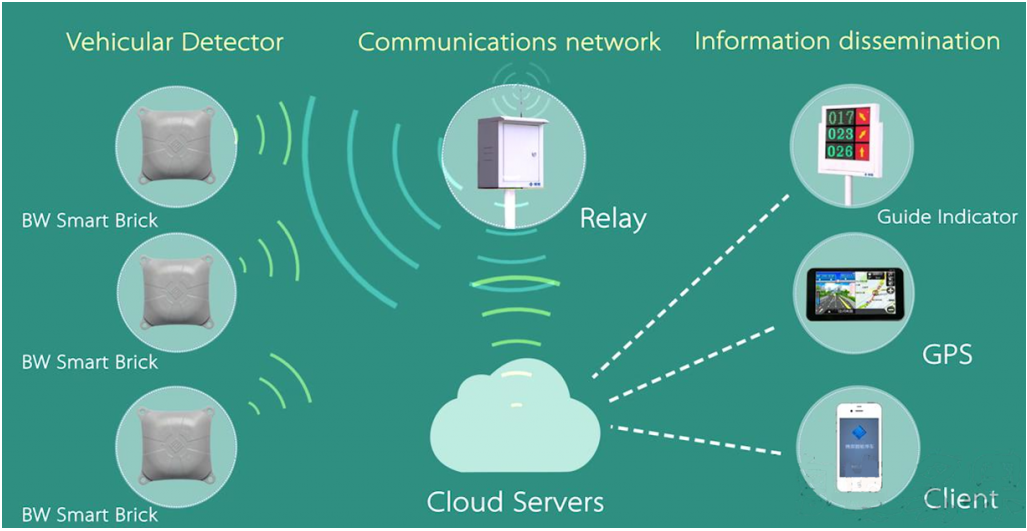 Vehicular Detector
Communications network
Information dissemination
017
023
026
BW Smart Brick
Relay
Guide Indicator
BW Smart Brick
GPS
BW Smart Brick
Cloud Servers
Client